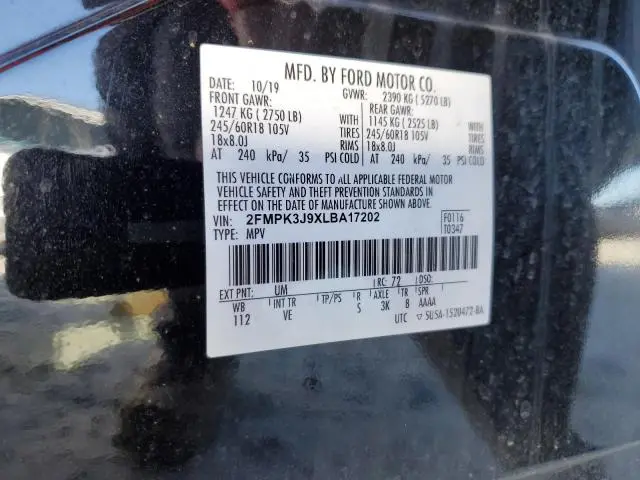 MFD. BY FORD MOTOR CO.
DATE: 10/19 GVWR: 2390 KG ( 5270 LB)
FRONT GAWR: REAR GAWR:
1247 KG ( 2750 LB) WITH 1145 KG ( 2525 LB) WITH
245/60R18 105V TIRES 245/60R18 105V TIRES
18x8.0J RIMS 18x8.0J RIMS
AT 240 kPa/ 35 PSI COLD AT 240 kPa/ 35 PSI COLD
THIS VEHICLE CONFORMS TO ALL APPLICABLE FEDERAL MOTOR
VEHICLE SAFETY AND THEFT PREVENTION STANDARDS IN
EFFECT ON THE DATE OF MANUFACTURE SHOWN ABOVE.
VIN: 2FMPK3J9XLBA17202 F0116
TYPE: MPV T0347
EXT PNT: UM RC: 72 DSO:
WB INT TR TP/PS R AXLE TR SPR
112 VE S 3K 8 AAAA
UTC ▽ 5USA-1520472-BA